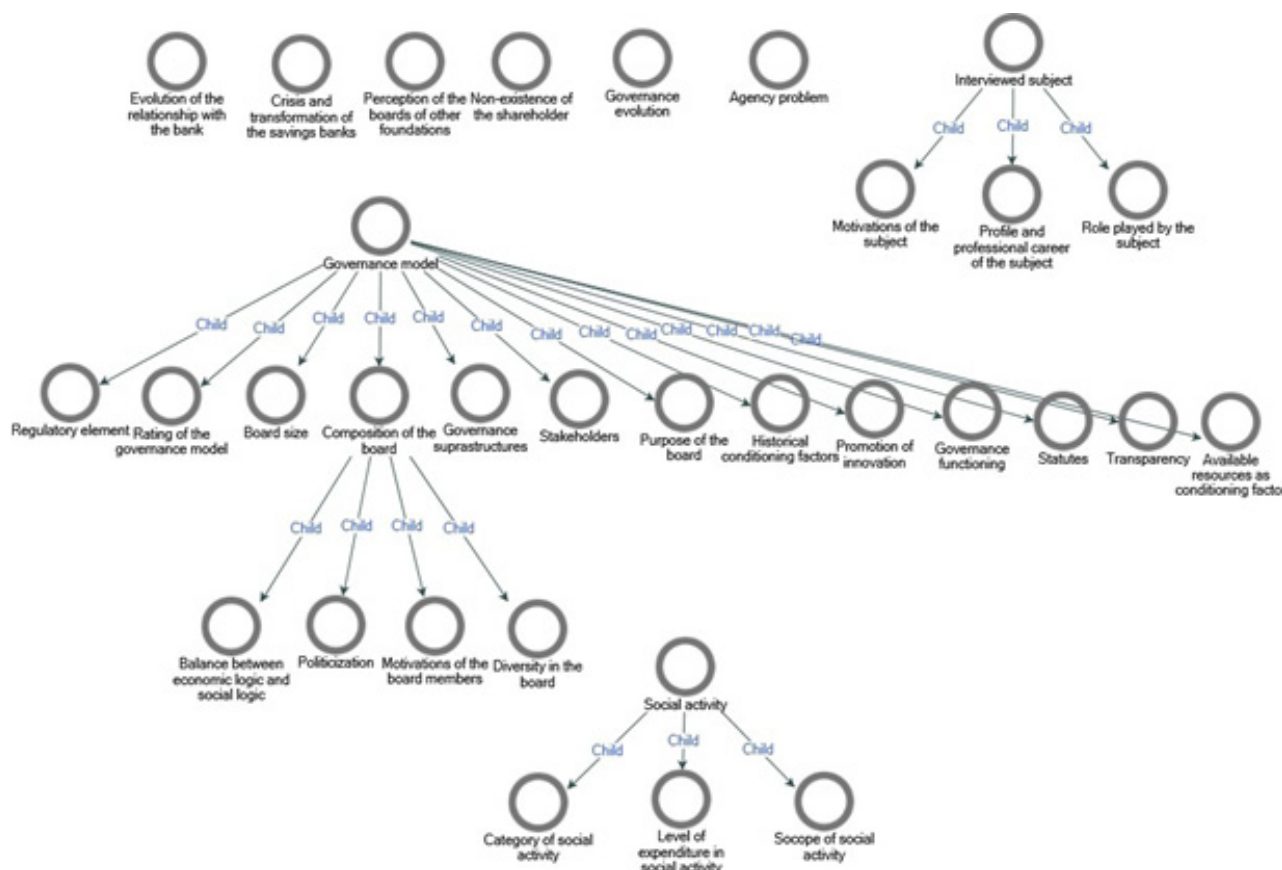 Evolution of the
relationship with
the bank
Crisis and
transformation of
the savings banks
Perception of the
boards of other
foundations
Non-existence of
the shareholder
Governance
evolution
Agency problem
Interviewed subject
Child
Child
Child
Motivations of the
subject
Profile and
professional career
of the subject
Role played by the
subject
Governance model
Child
Child
Child
Child
Child
Child
Child
Child
Child
Child
Child
Child
Child
Regulatory element
Rating of the
governance model
Board size
Composition of the
board
Governance
suprastructures
Stakeholders
Purpose of the
board
Historical
conditioning factors
Promotion of
innovation
Governance
functioning
Statutes
Transparency
Available
resources as
conditioning facto
Child
Child
Child
Child
Balance between
economic logic and
social logic
Politicization
Motivations of the
board members
Diversity in the
board
Social activity
Child
Child
Child
Category of social
activity
Level of
expenditure in
social activity
Socope of social
activity